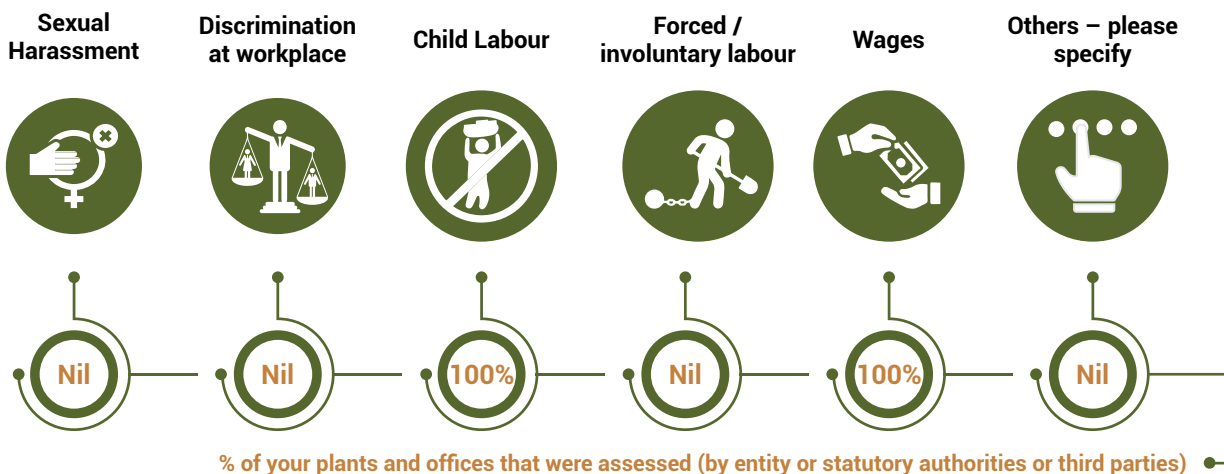 Sexual
Harassment
Discrimination
at workplace
Child Labour
Forced /
involuntary labour
Wages
Others – please
specify
Nil
Nil
100%
Nil
100%
Nil
% of your plants and offices that were assessed (by entity or statutory authorities or third parties)